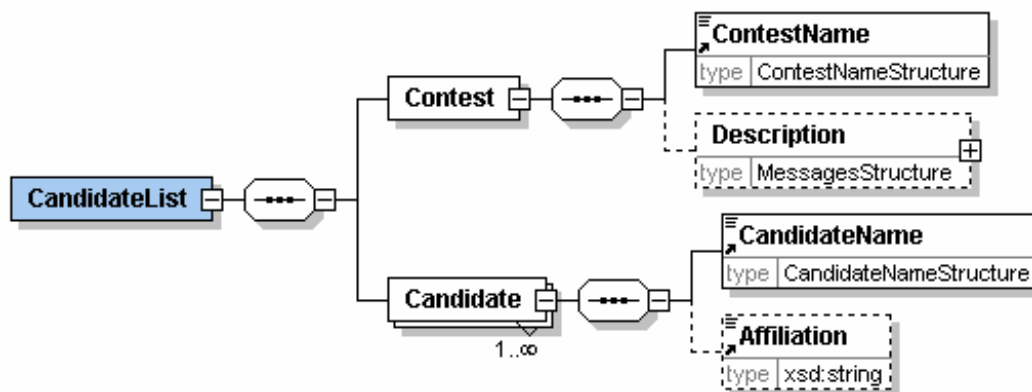 ContestName
type ContestNameStructure
Contest
Description
type MessagesStructure
CandidateList
CandidateName
type CandidateNameStructure
Candidate
1..∞
Affiliation
type xsd:string